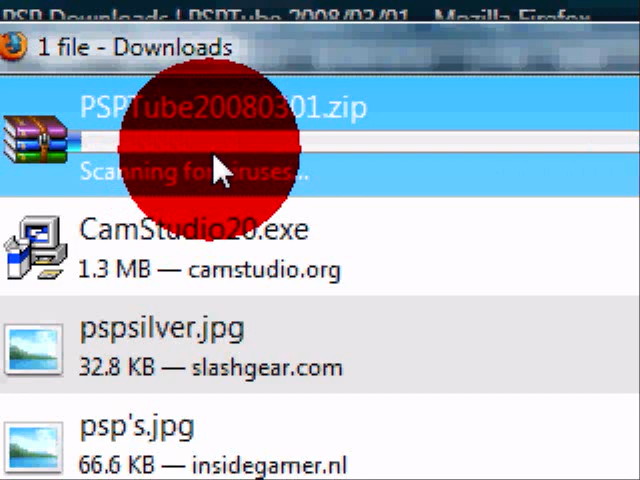 PSP Downloads | PSPTube 2008/03/01 - Mozilla Firefox
1 file - Downloads
PSPTube20080301.zip
Scanning for viruses...
CamStudio20.exe
1.3 MB — camstudio.org
pspsilver.jpg
32.8 KB — slashgear.com
psp's.jpg
66.6 KB — insidegamer.nl